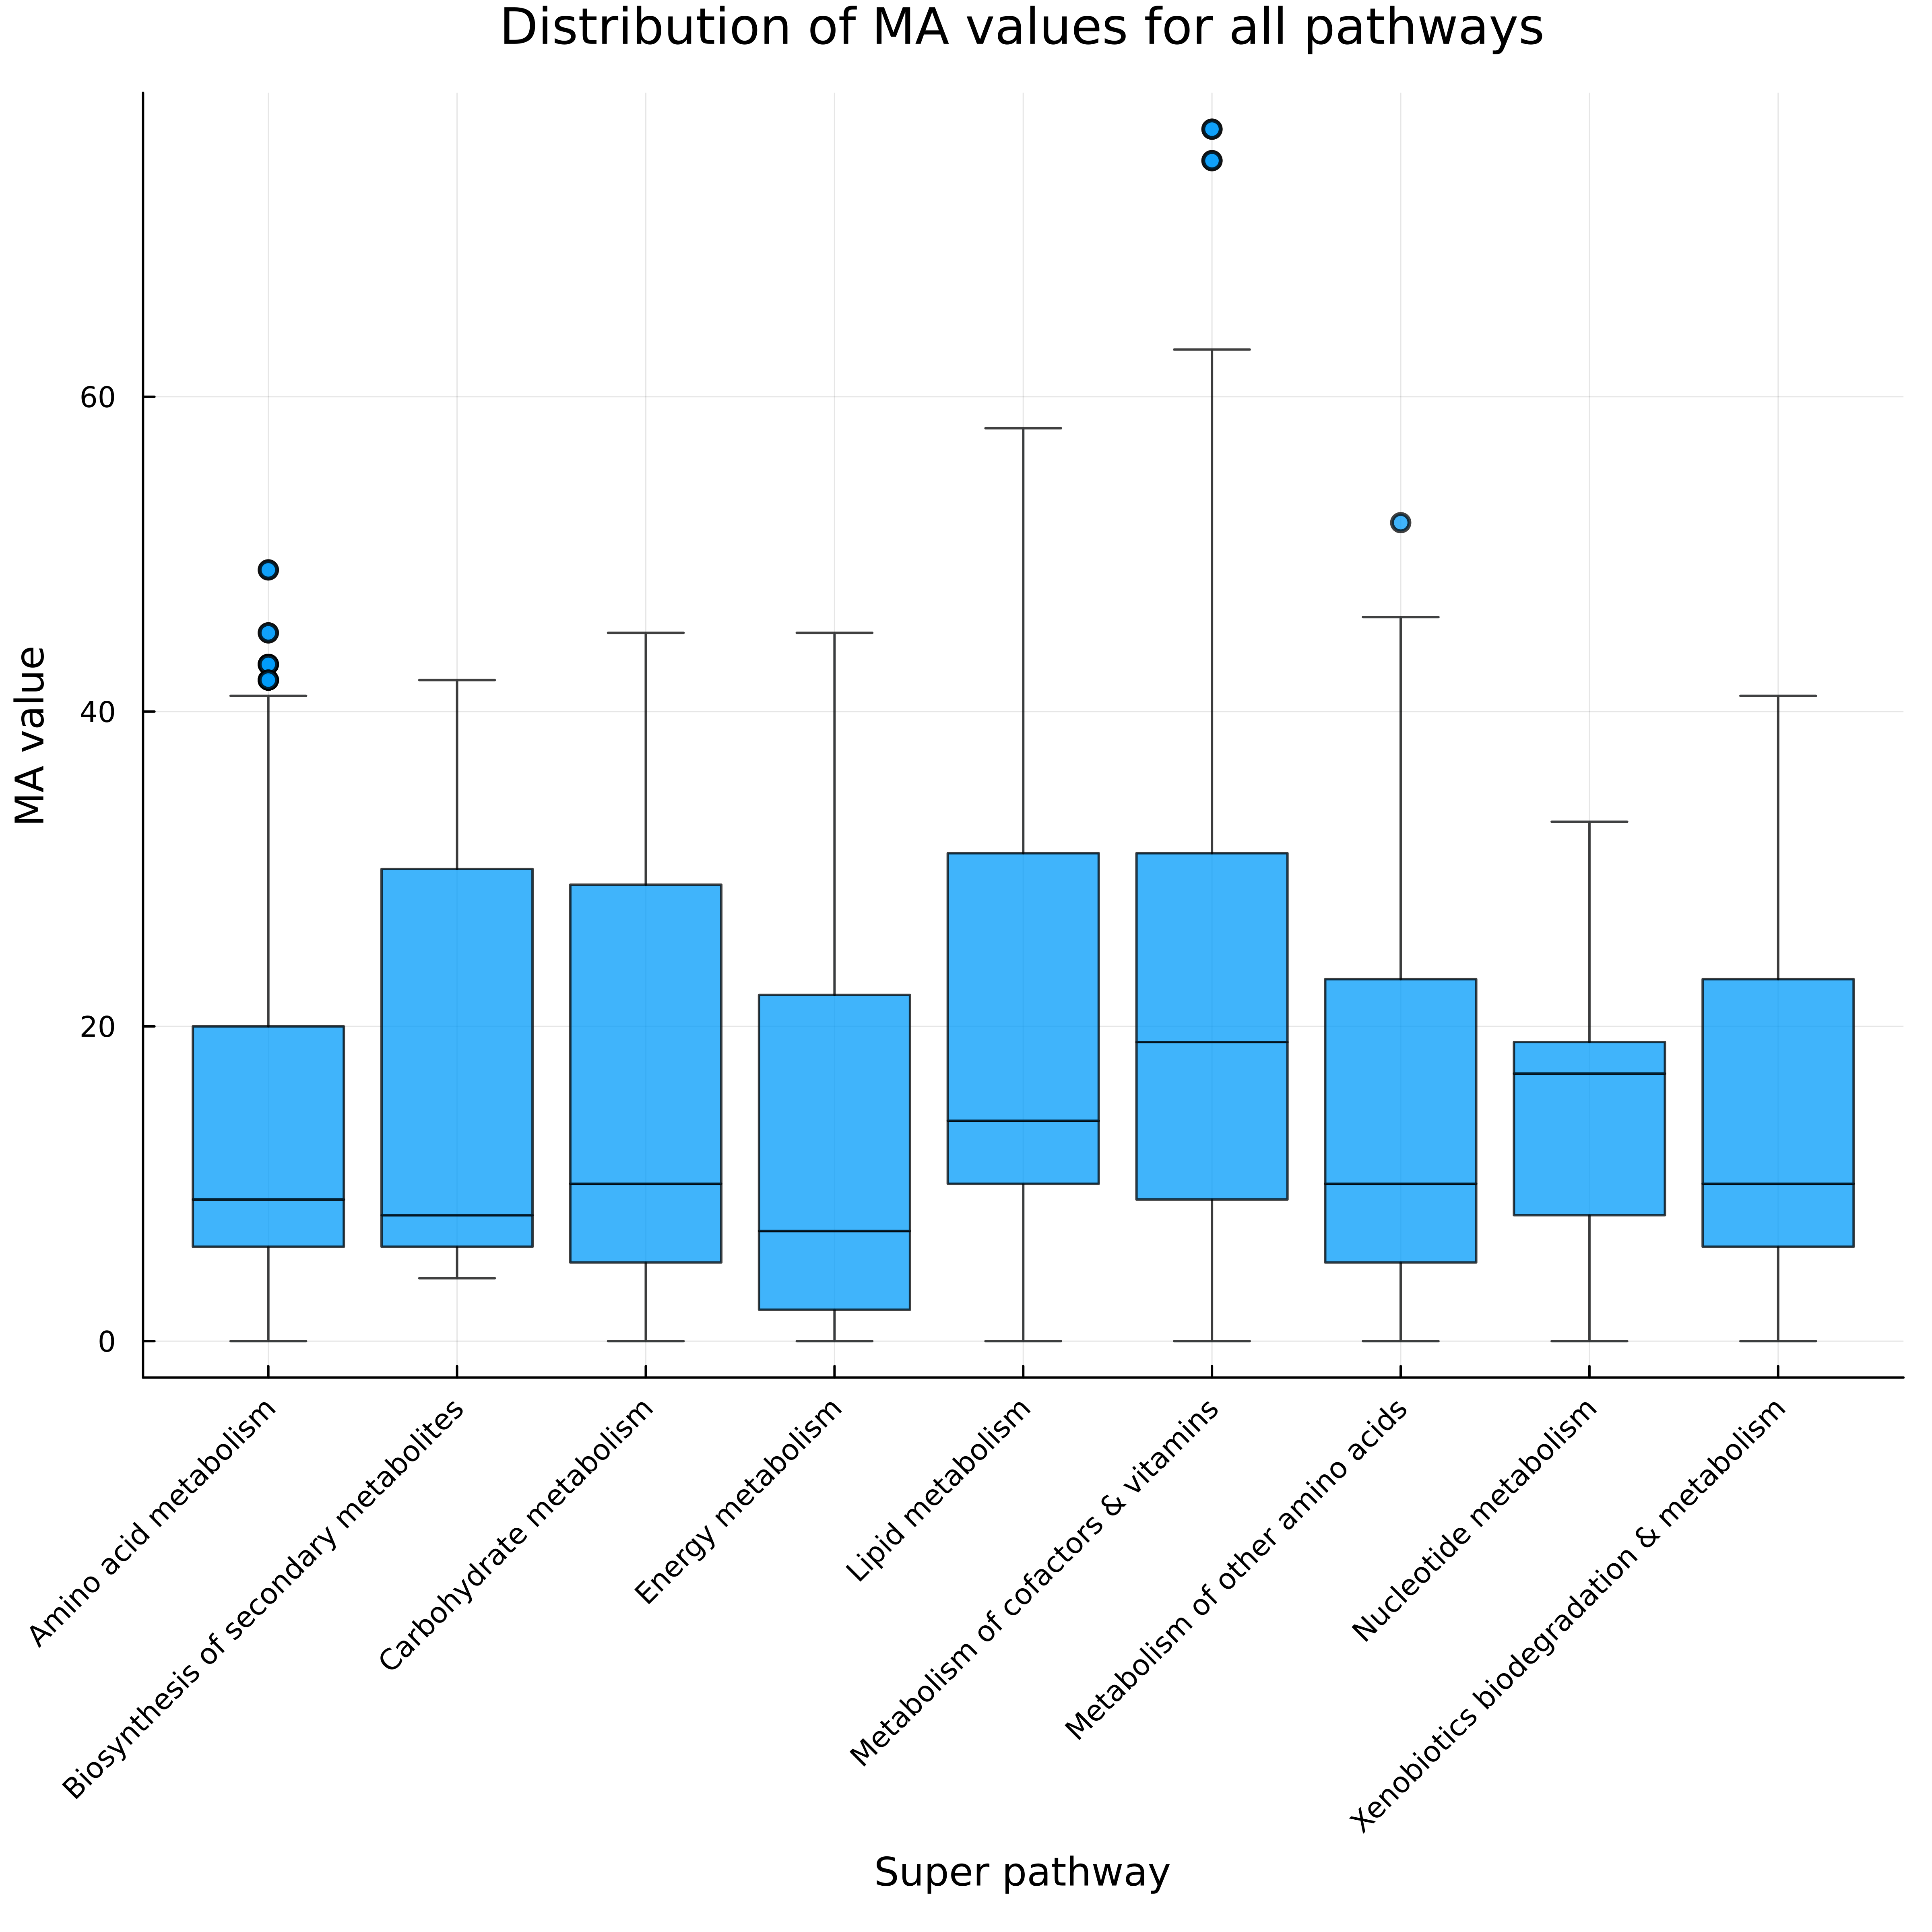 Distribution of MA values for all pathways
MA value
60
40
20
0
Amino acid metabolism
Biosynthesis of secondary metabolites
Carbohydrate metabolism
Energy metabolism
Lipid metabolism
Metabolism of cofactors & vitamins
Metabolism of other amino acids
Nucleotide metabolism
Xenobiotics biodegradation & metabolism
Super pathway